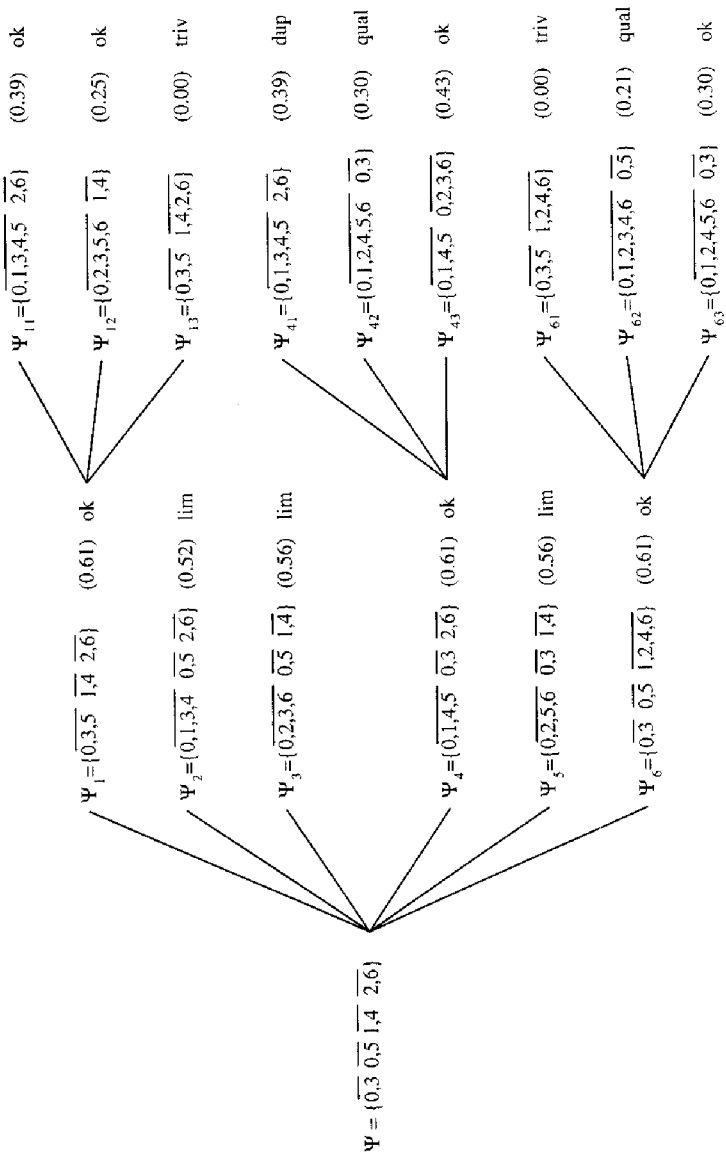 Ψ = {0,3 0,5 1,4 2,6}
Ψ1={0,3,5 1,4 2,6} (0.61) ok
Ψ2={0,1,3,4 0,5 2,6} (0.52) lim
Ψ3={0,2,3,6 0,5 1,4} (0.56) lim
Ψ4={0,1,4,5 0,3 2,6} (0.61) ok
Ψ5={0,2,5,6 0,3 1,4} (0.56) lim
Ψ6={0,3 0,5 1,2,4,6} (0.61) ok
Ψ11={0,1,3,4,5 2,6} (0.39) ok
Ψ12={0,2,3,5,6 1,4} (0.25) ok
Ψ13={0,3,5 1,4,2,6} (0.00) triv
Ψ41={0,1,3,4,5 2,6} (0.39) dup
Ψ42={0,1,2,4,5,6 0,3} (0.30) qual
Ψ43={0,1,4,5 0,2,3,6} (0.43) ok
Ψ61={0,3,5 1,2,4,6} (0.00) triv
Ψ62={0,1,2,3,4,6 0,5} (0.21) qual
Ψ63={0,1,2,4,5,6 0,3} (0.30) ok